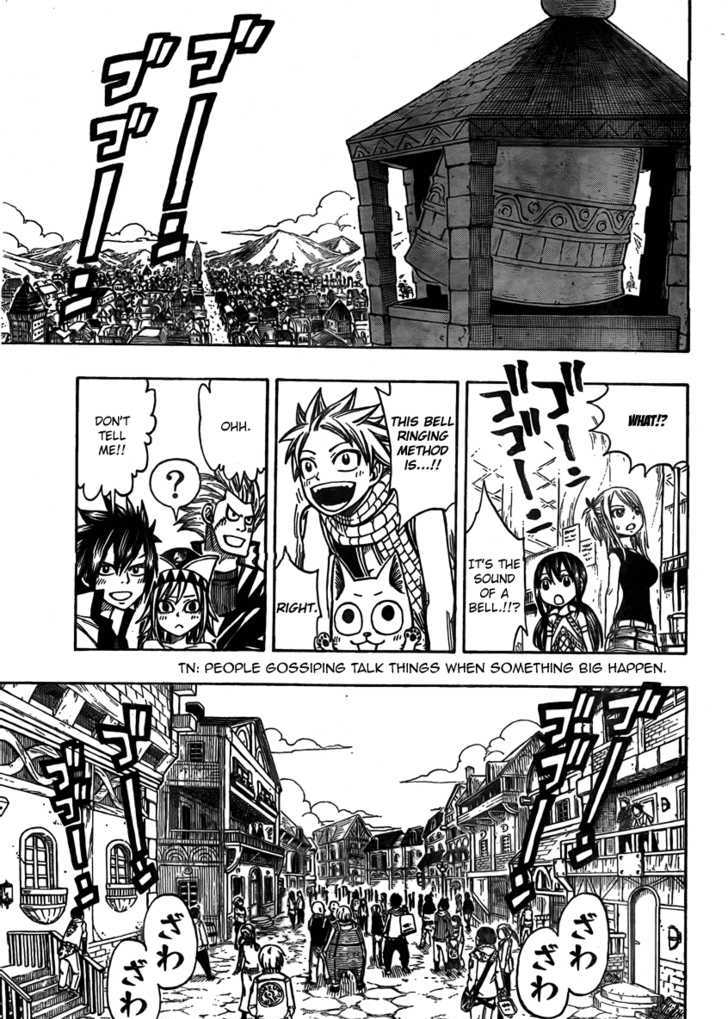 ゴーン
ゴーン
WHAT!?
ゴーン
ゴーン
IT'S THE
SOUND
OF A
BELL.!!?
THIS BELL
RINGING
METHOD
IS...!!
RIGHT.
OHH.
?
DON'T
TELL
ME!!
TN: PEOPLE GOSSIPING TALK THINGS WHEN SOMETHING BIG HAPPEN.
ゴーン
ゴーン
ゴーン
ゴーン
ざわ
ざわ
ざわ
ざわ